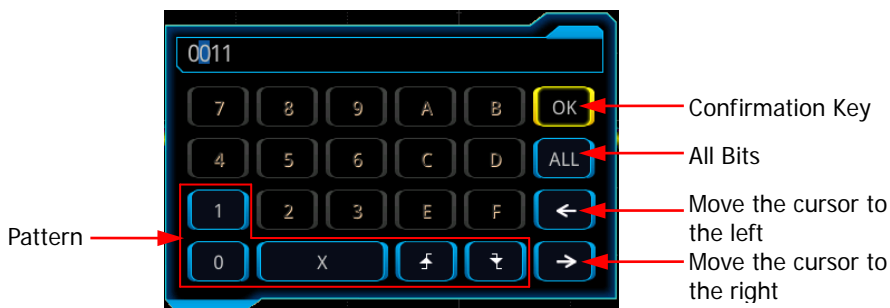 0011
7 8 9 A B OK
Confirmation Key
4 5 6 C D ALL
All Bits
1 2 3 E F ←
Move the cursor to
the left
Pattern
0 X →
Move the cursor to
the right